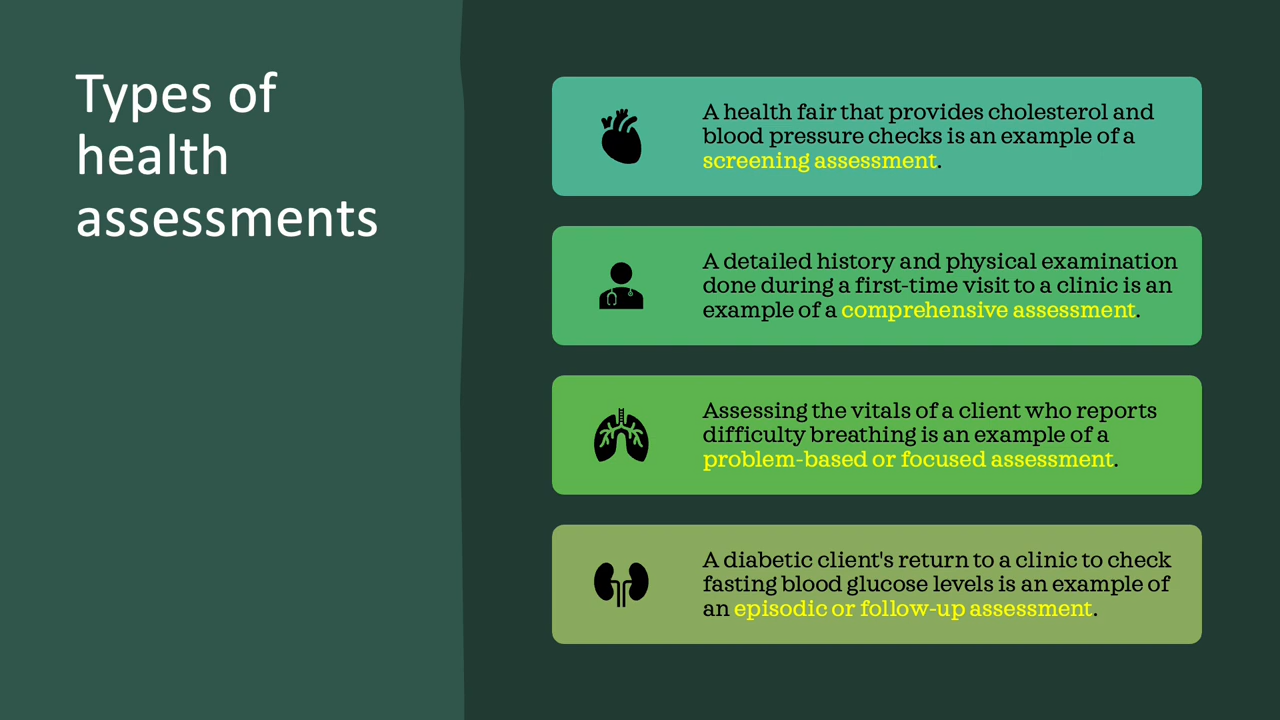 Types of
health
assessments
A health fair that provides cholesterol and
blood pressure checks is an example of a
screening assessment.
A detailed history and physical examination
done during a first-time visit to a clinic is an
example of a comprehensive assessment.
Assessing the vitals of a client who reports
difficulty breathing is an example of a
problem-based or focused assessment.
A diabetic client's return to a clinic to check
fasting blood glucose levels is an example of
an episodic or follow-up assessment.